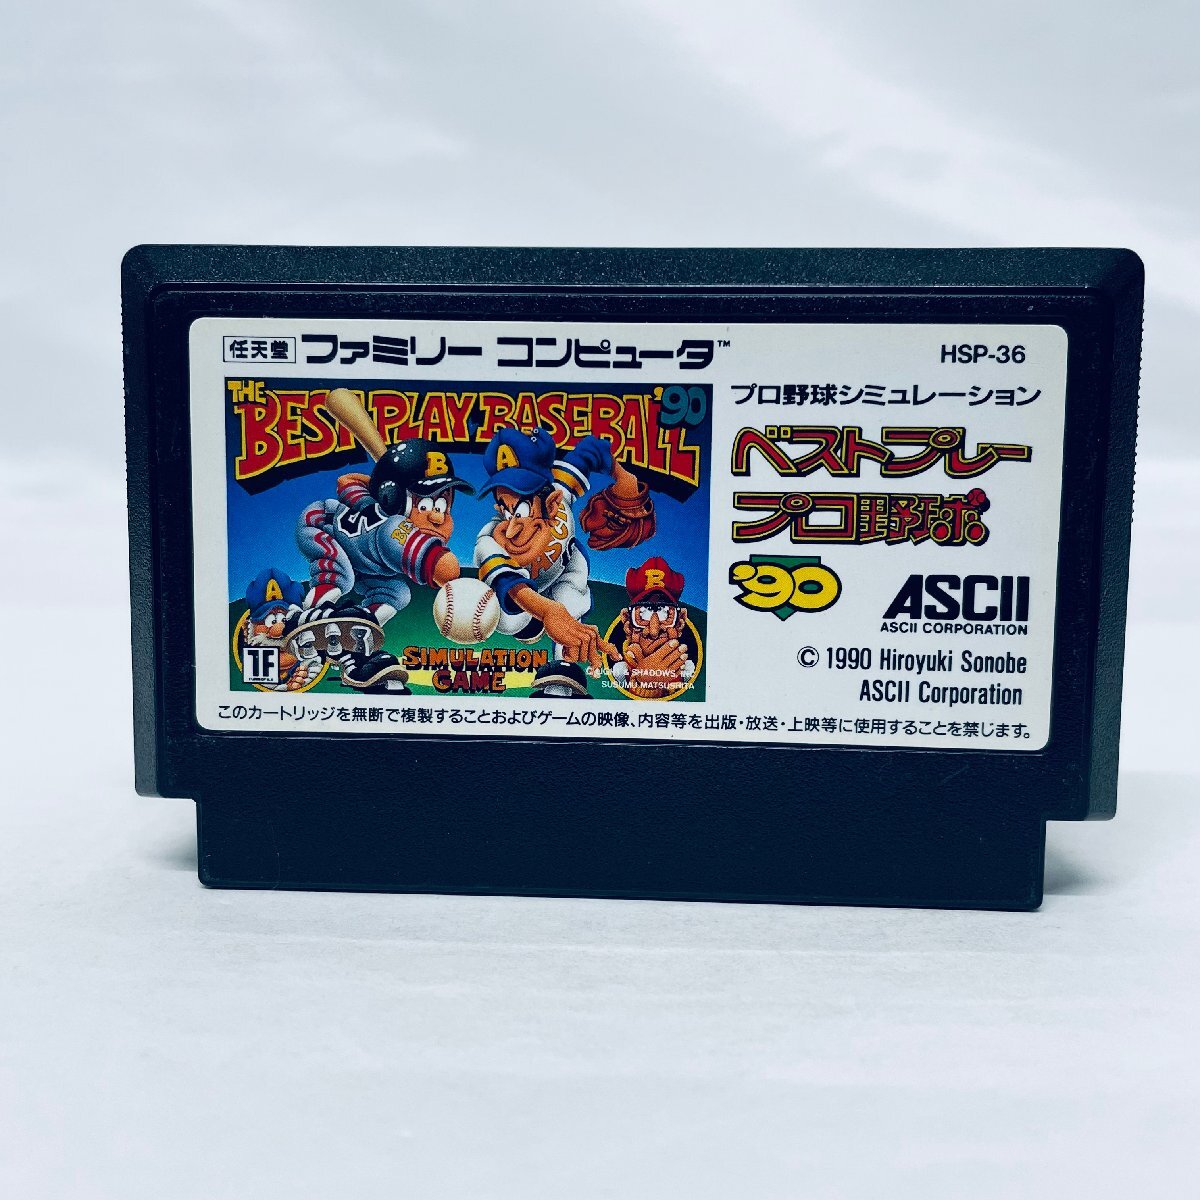 任天堂 ファミリー コンピュータ™
HSP-36
THE
BEST PLAY BASEBALL '90
B
A
A
B
SIMULATION
GAME
1F
© LIGHT & SHADOWS, INC
SUSUMU MATSUSHITA
プロ野球シミュレーション
ベストプレー
プロ野球
'90
ASCII
ASCII CORPORATION
© 1990 Hiroyuki Sonobe
ASCII Corporation
このカートリッジを無断で複製することおよびゲームの映像、内容等を出版・放送・上映等に使用することを禁じます。